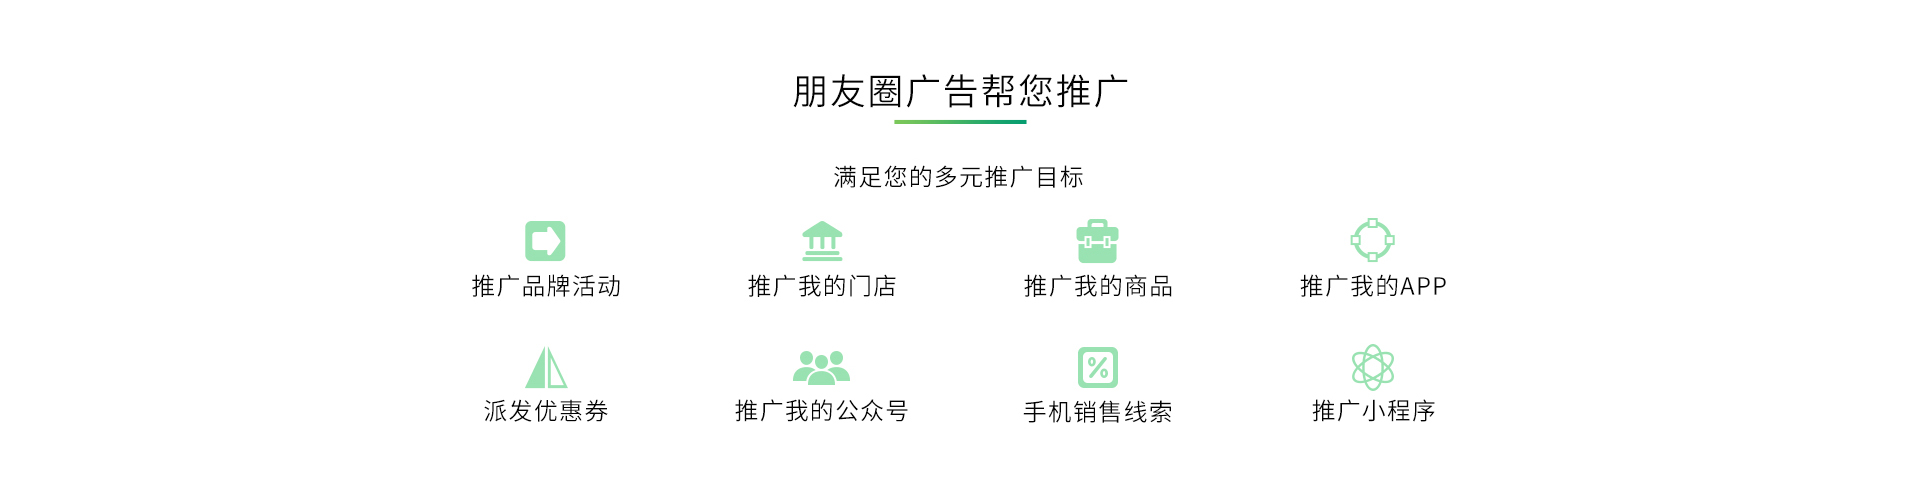 朋友圈广告帮您推广
满足您的多元推广目标
推广品牌活动
推广我的门店
推广我的商品
推广我的APP
派发优惠券
推广我的公众号
手机销售线索
推广小程序